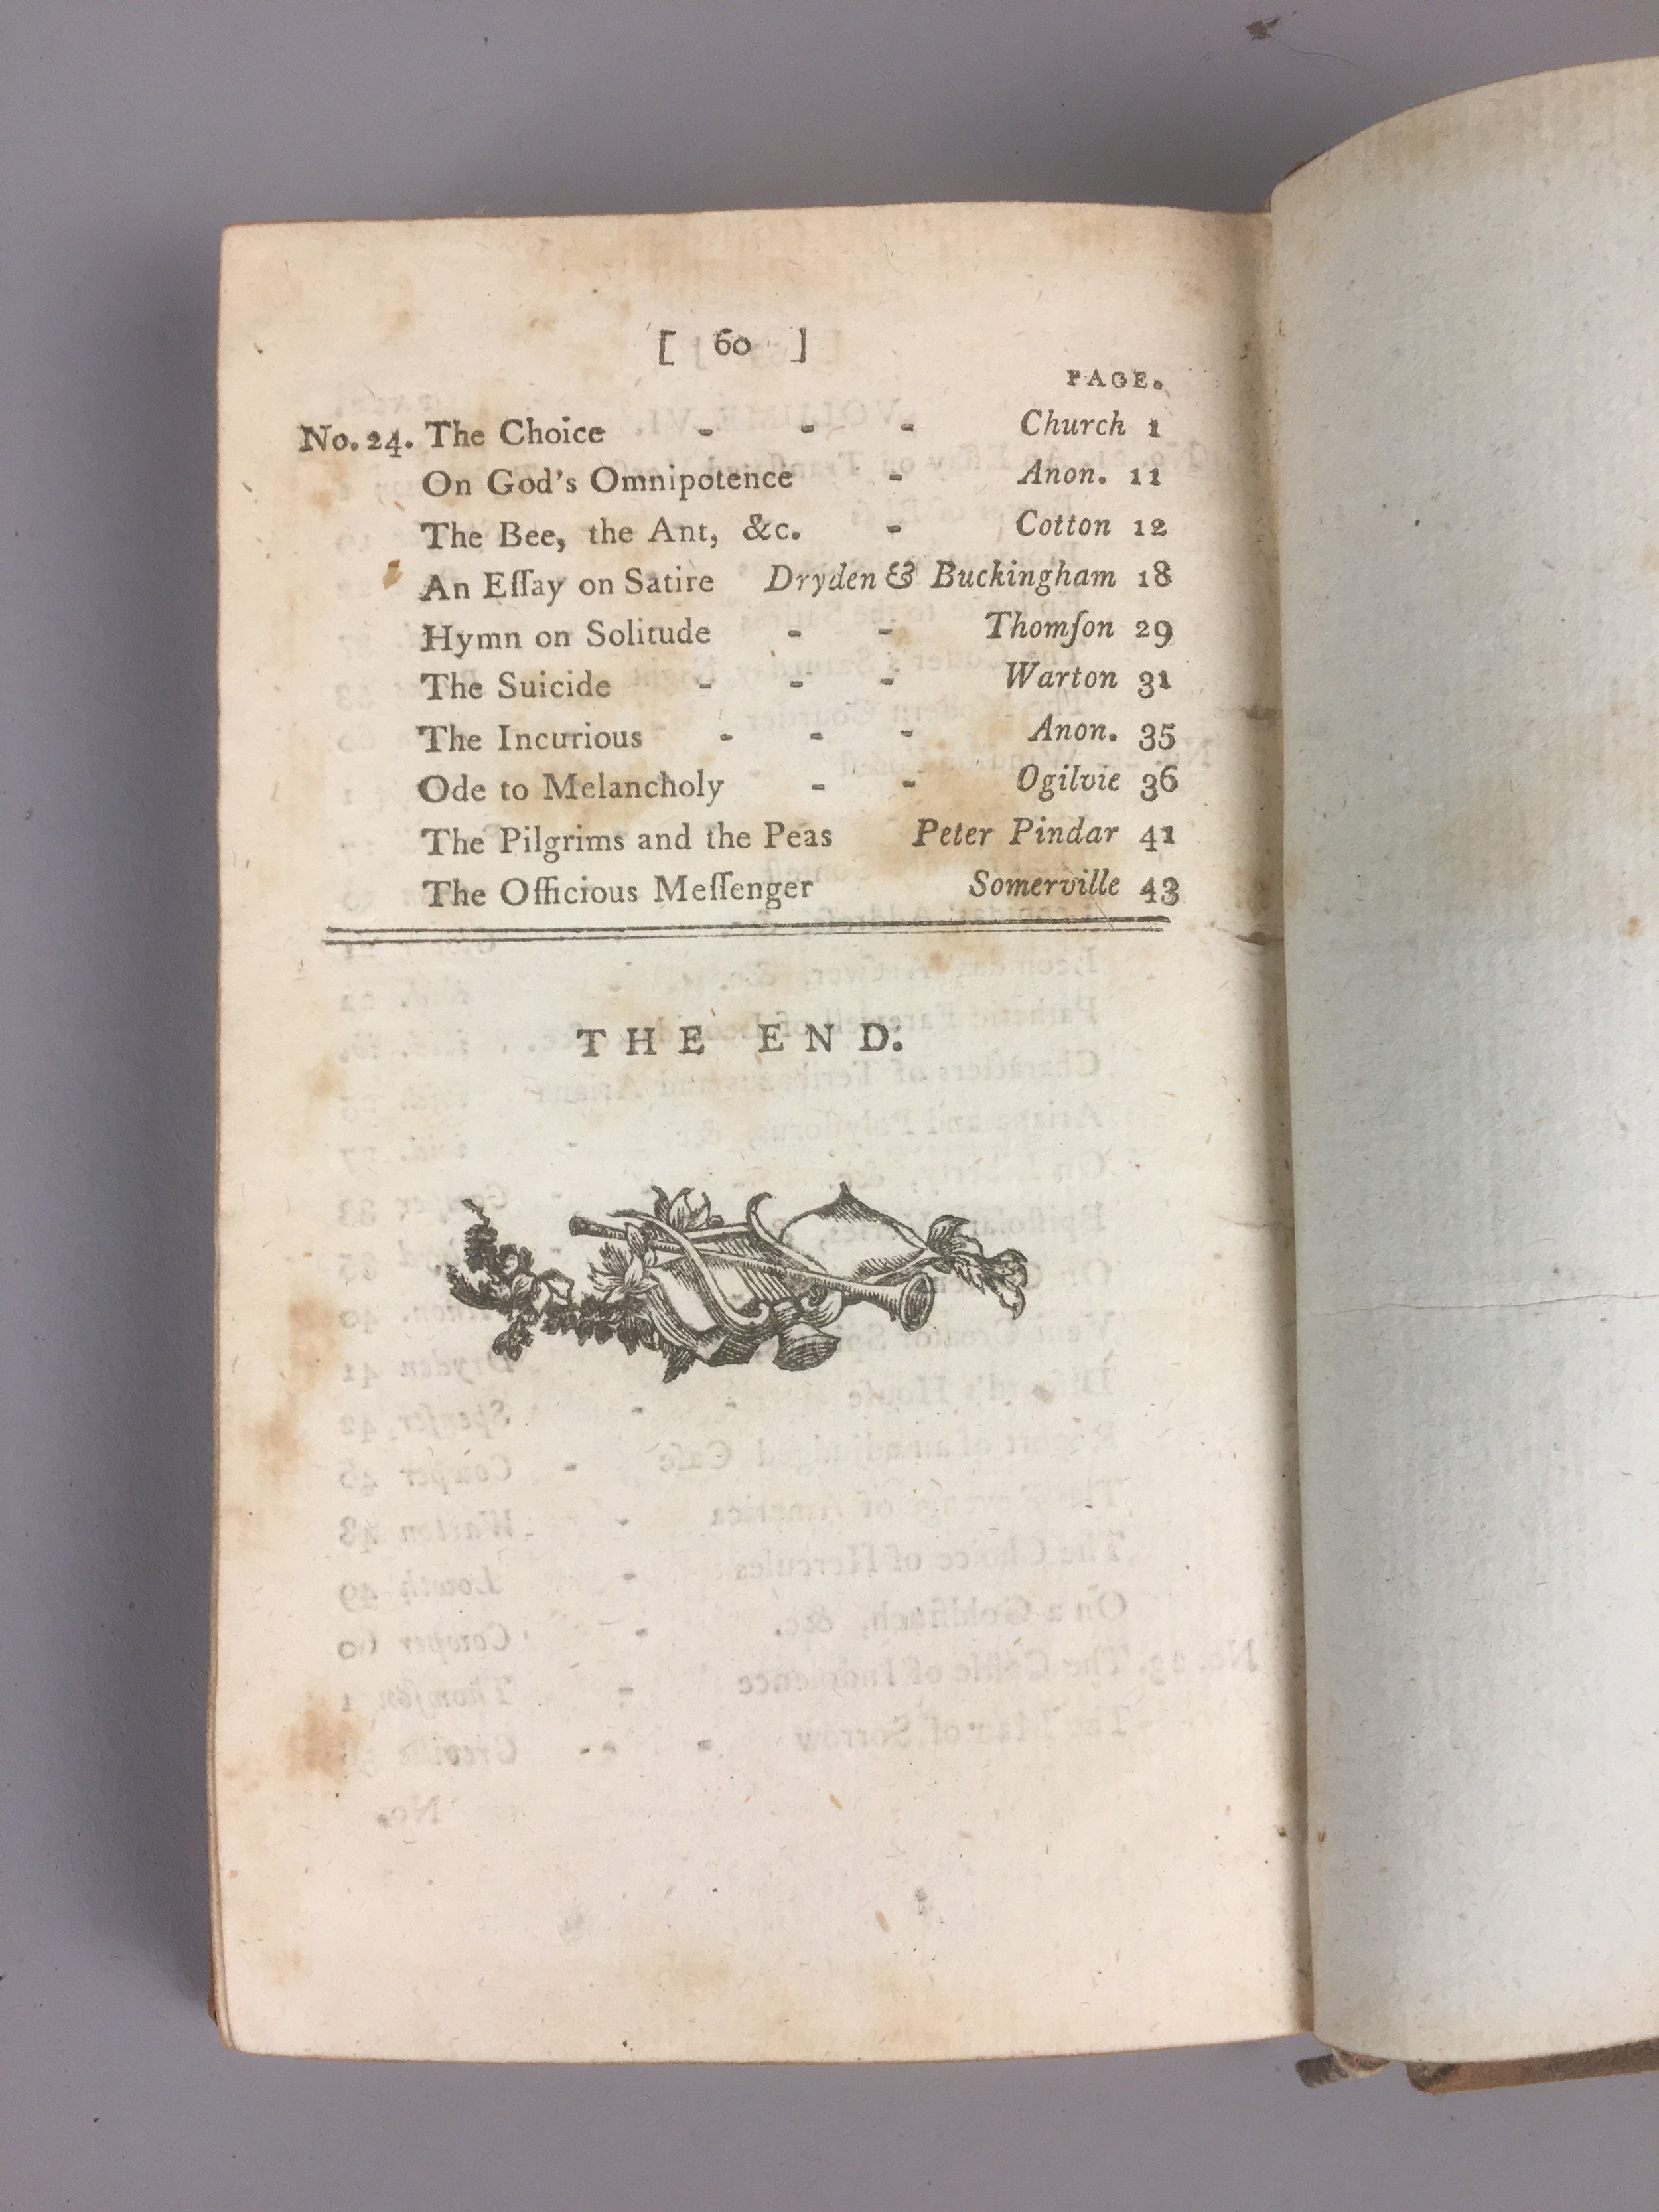 [ 60 ]
PAGE.
No. 24. The Choice - - - Church 1
On God's Omnipotence - Anon. 11
The Bee, the Ant, &c. - Cotton 12
An Eſſay on Satire Dryden & Buckingham 18
Hymn on Solitude - - Thomſon 29
The Suicide - - - Warton 31
The Incurious - - - Anon. 35
Ode to Melancholy - - Ogilvie 36
The Pilgrims and the Peas Peter Pindar 41
The Officious Meſſenger Somerville 43
THE END.